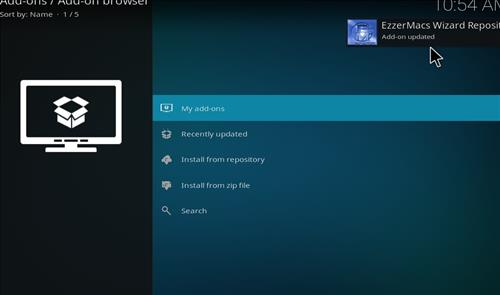 Add-ons / Add-on browser
Sort by: Name · 1 / 5
10:54 AM
EzzerMacs Wizard Reposit
Add-on updated
My add-ons
Recently updated
Install from repository
Install from zip file
Search